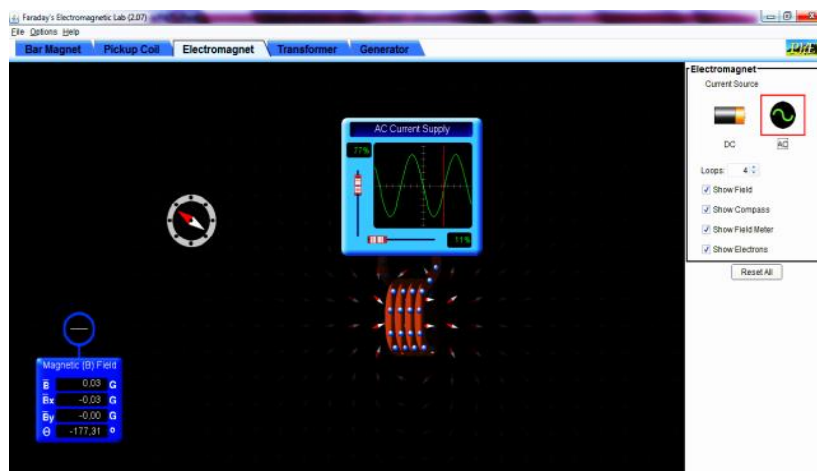 Faraday's Electromagnetic Lab (2.07)
File Options Help
Bar Magnet Pickup Coil Electromagnet Transformer Generator
Electromagnet
Current Source
DC AC
Loops: 4
Show Field
Show Compass
Show Field Meter
Show Electrons
Reset All
AC Current Supply
77%
11%
Magnetic (B) Field
B 0,03 G
Bx -0,03 G
By -0,00 G
Θ -177,31 °